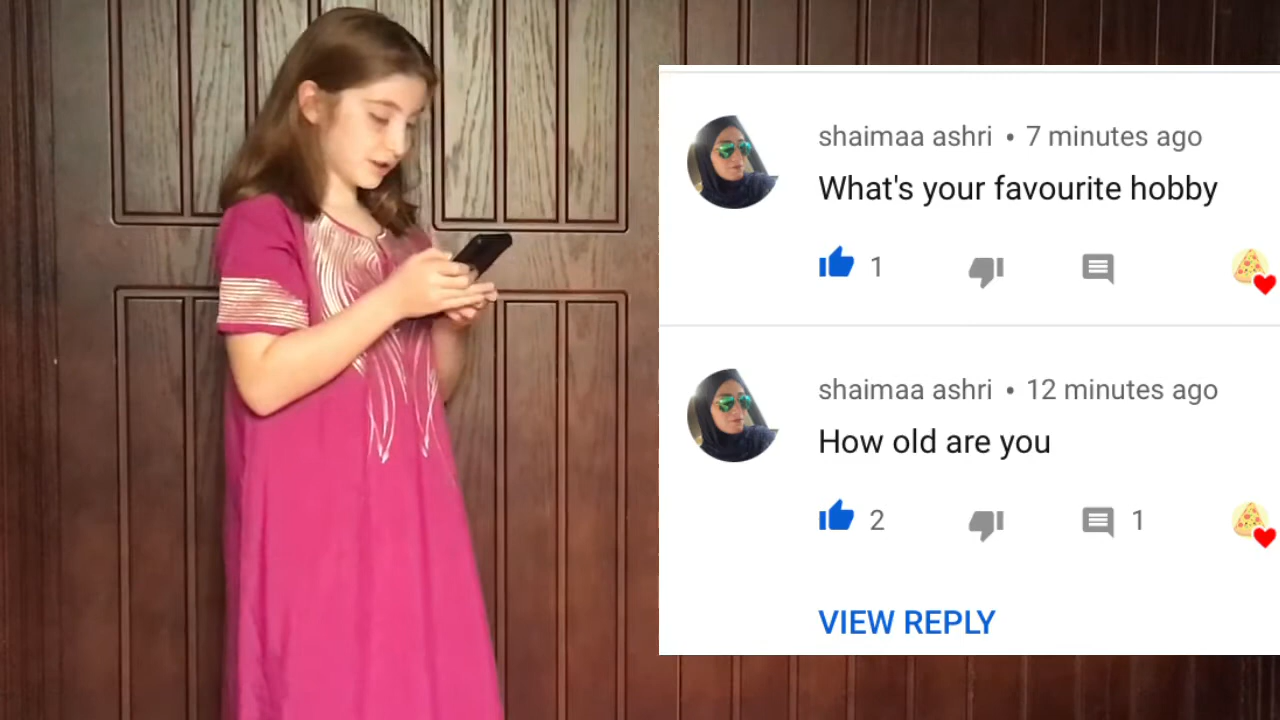 shaimaa ashri • 7 minutes ago
What's your favourite hobby
1
shaimaa ashri • 12 minutes ago
How old are you
2 1
VIEW REPLY